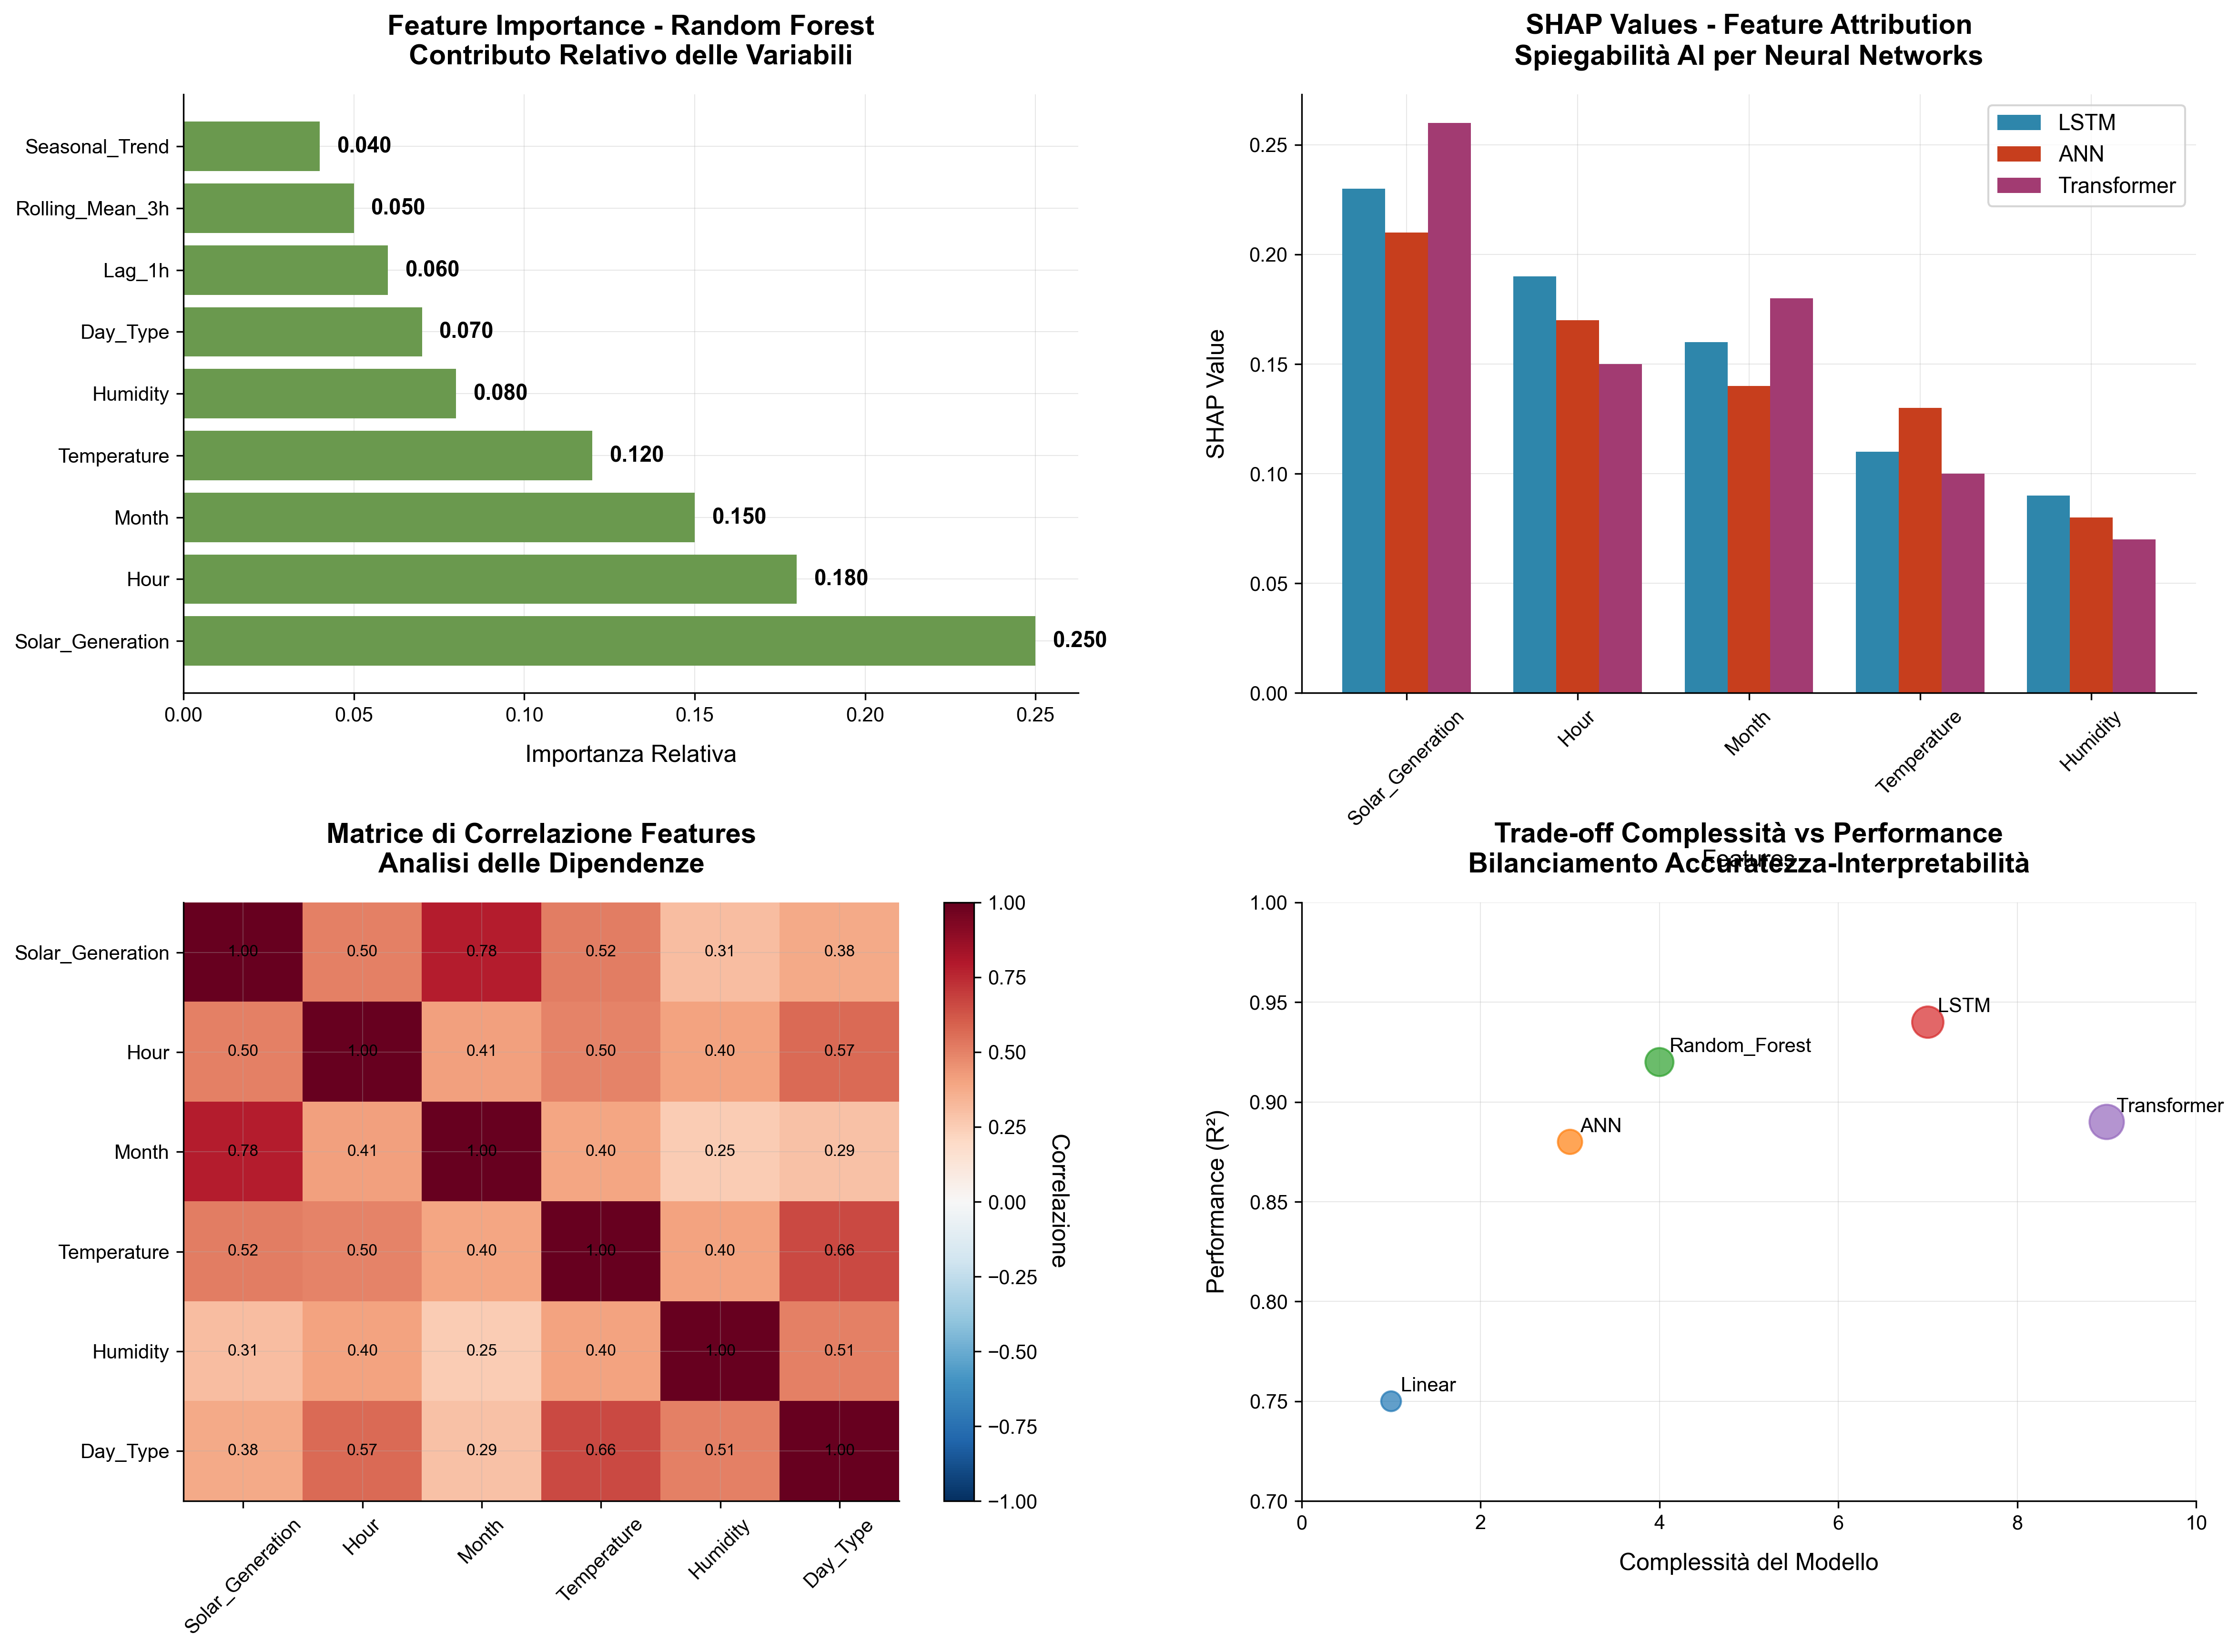 Feature Importance - Random Forest
Contributo Relativo delle Variabili
Seasonal_Trend
0.040
Rolling_Mean_3h
0.050
Lag_1h
0.060
Day_Type
0.070
Humidity
0.080
Temperature
0.120
Month
0.150
Hour
0.180
Solar_Generation
0.250
0.00 0.05 0.10 0.15 0.20 0.25
Importanza Relativa
SHAP Values - Feature Attribution
Spiegabilità AI per Neural Networks
LSTM
ANN
Transformer
SHAP Value
0.25
0.20
0.15
0.10
0.05
0.00
Solar_Generation Hour Month Temperature Humidity
Features
Matrice di Correlazione Features
Analisi delle Dipendenze
Solar_Generation 1.00 0.50 0.78 0.52 0.31 0.38
Hour 0.50 1.00 0.41 0.50 0.40 0.57
Month 0.78 0.41 1.00 0.40 0.25 0.29
Temperature 0.52 0.50 0.40 1.00 0.40 0.66
Humidity 0.31 0.40 0.25 0.40 1.00 0.51
Day_Type 0.38 0.57 0.29 0.66 0.51 1.00
Solar_Generation Hour Month Temperature Humidity Day_Type
1.00
0.75
0.50
0.25
0.00
−0.25
−0.50
−0.75
−1.00
Correlazione
Trade-off Complessità vs Performance
Bilanciamento Accuratezza-Interpretabilità
Performance (R²)
1.00
0.95
0.90
0.85
0.80
0.75
0.70
LSTM
Random_Forest
Transformer
ANN
Linear
0 2 4 6 8 10
Complessità del Modello